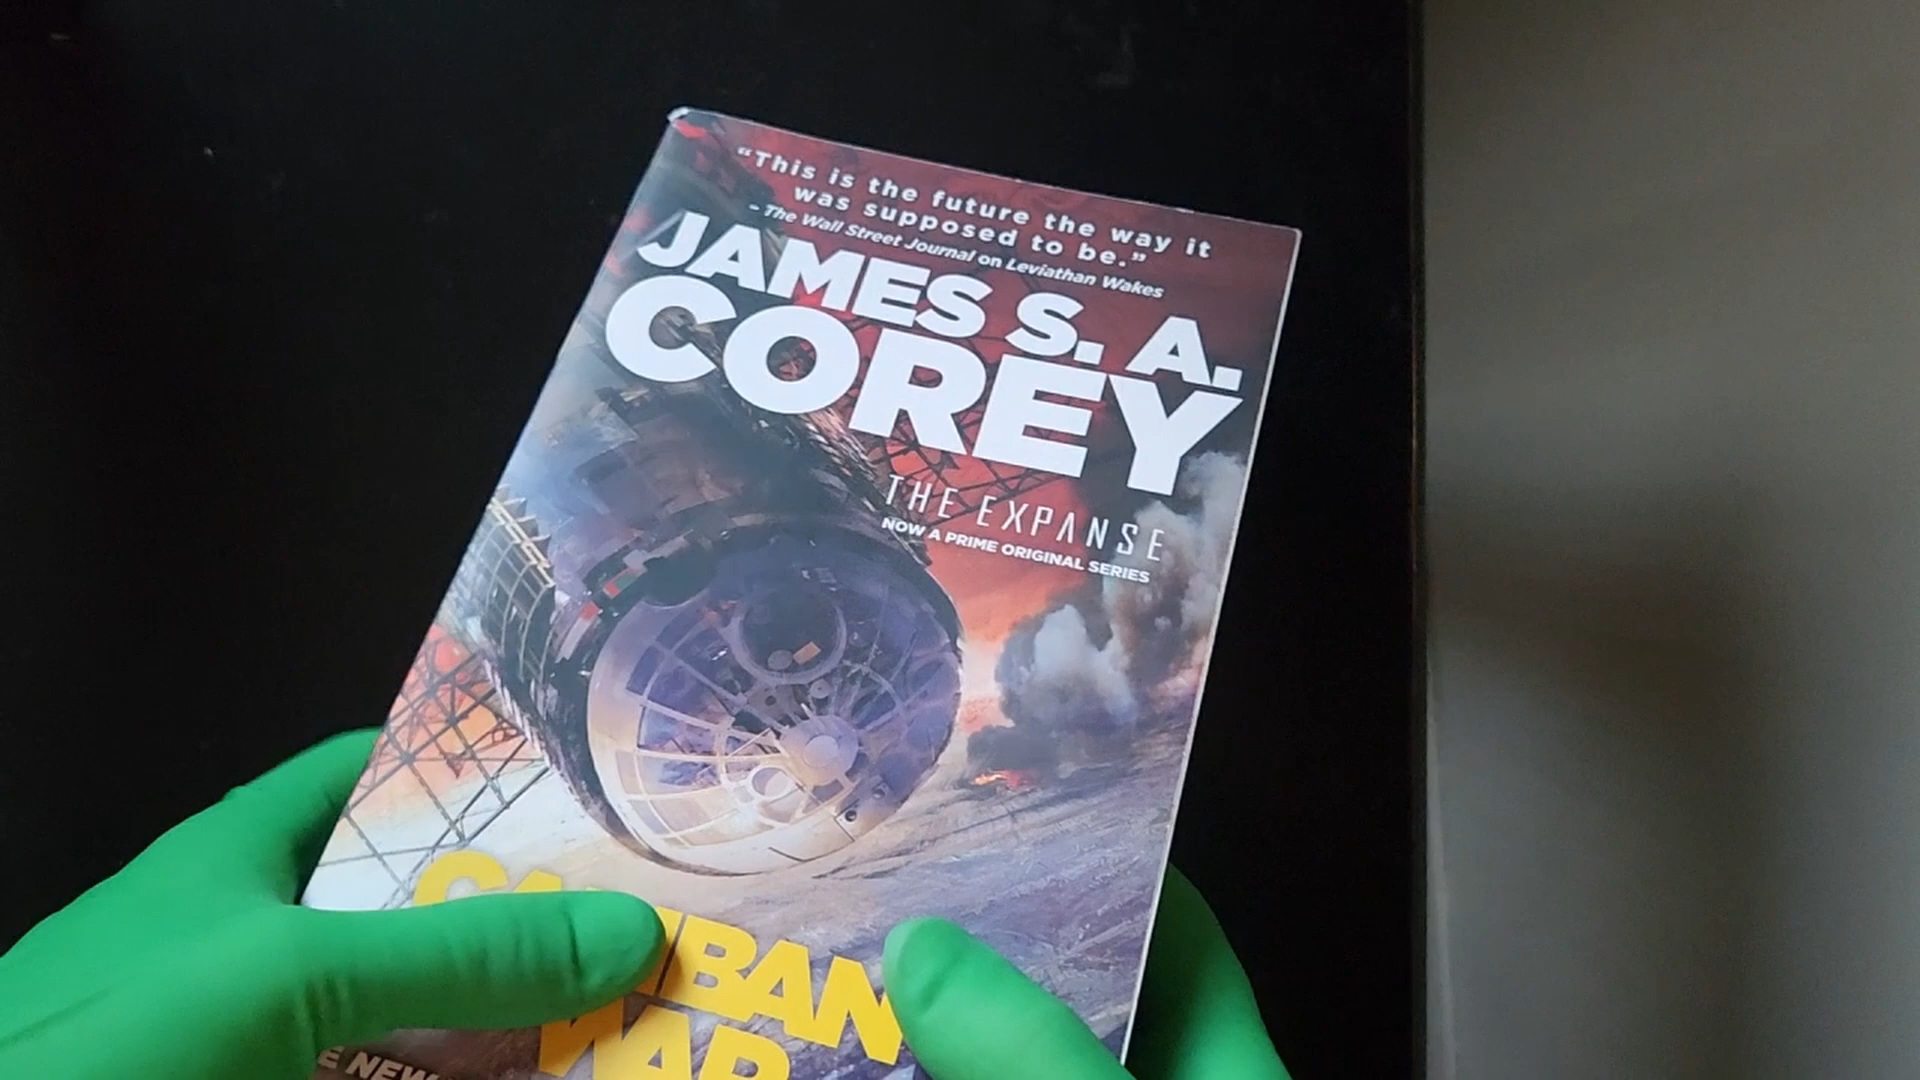 “This is the future the way it
was supposed to be.”
- The Wall Street Journal on Leviathan Wakes
JAMES S. A.
COREY
THE EXPANSE
NOW A PRIME ORIGINAL SERIES
CALIBAN
WAR
NEW